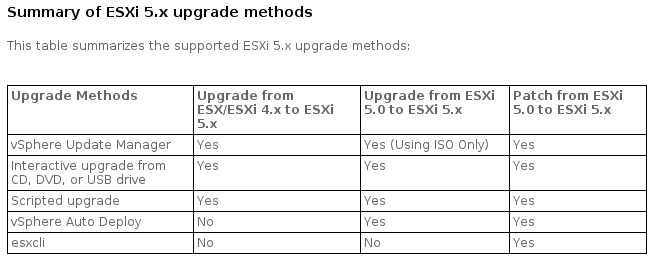 Summary of ESXi 5.x upgrade methods
This table summarizes the supported ESXi 5.x upgrade methods:
Upgrade Methods
Upgrade from
ESX/ESXi 4.x to ESXi
5.x
Upgrade from ESXi
5.0 to ESXi 5.x
Patch from ESXi
5.0 to ESXi 5.x
vSphere Update Manager
Yes
Yes (Using ISO Only)
Yes
Interactive upgrade from
CD, DVD, or USB drive
Yes
Yes
Yes
Scripted upgrade
Yes
Yes
Yes
vSphere Auto Deploy
No
Yes
Yes
esxcli
No
No
Yes